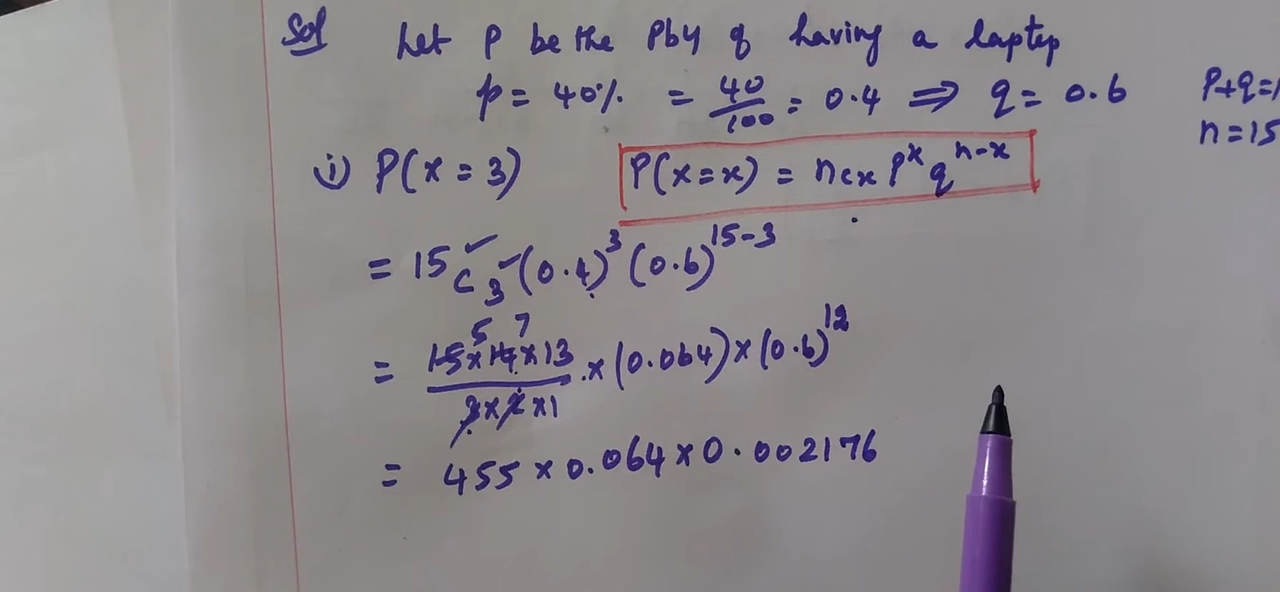 Sol Let P be the Pby of having a laptop
p = 40% = 40/100 = 0.4 ⇒ q = 0.6 P+q=1
n=15
i) P(x = 3) P(x=x) = ncx p^x q^n-x
= 15c3 (0.4)^3 (0.6)^15-3
= 15×14×13/3×2×1 × (0.064) × (0.6)^12 5 7
= 455 × 0.064 × 0.002176